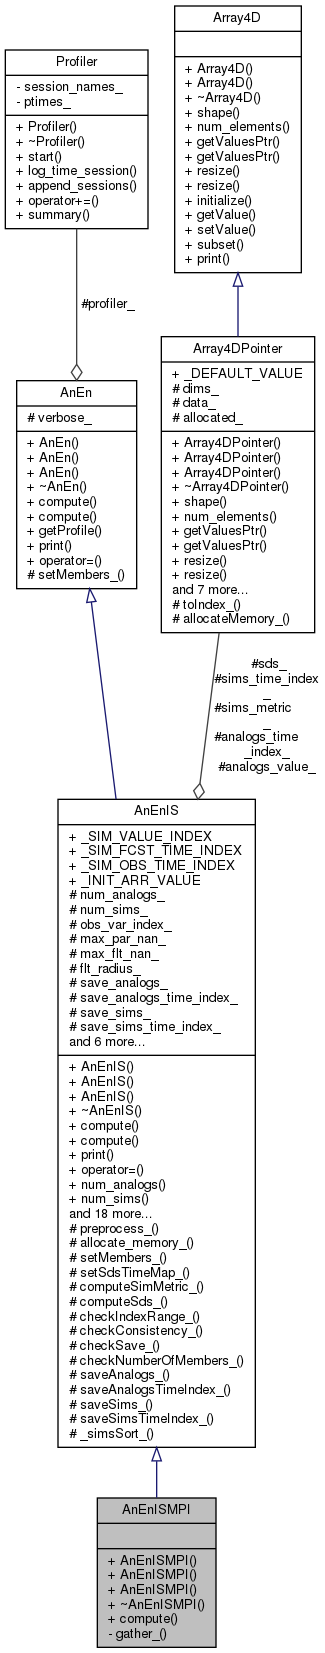 Array4D
+ Array4D()
+ Array4D()
+ ~Array4D()
+ shape()
+ num_elements()
+ getValuesPtr()
+ getValuesPtr()
+ resize()
+ resize()
+ initialize()
+ getValue()
+ setValue()
+ subset()
+ print()
Profiler
- session_names_
- ptimes_
+ Profiler()
+ ~Profiler()
+ start()
+ log_time_session()
+ append_sessions()
+ operator+=()
+ summary()
#profiler_
Array4DPointer
+ _DEFAULT_VALUE
# dims_
# data_
# allocated_
+ Array4DPointer()
+ Array4DPointer()
+ Array4DPointer()
+ ~Array4DPointer()
+ shape()
+ num_elements()
+ getValuesPtr()
+ getValuesPtr()
+ resize()
+ resize()
and 7 more...
# toIndex_()
# allocateMemory_()
AnEn
# verbose_
+ AnEn()
+ AnEn()
+ AnEn()
+ ~AnEn()
+ compute()
+ compute()
+ getProfile()
+ print()
+ operator=()
# setMembers_()
#sds_
#sims_time_index
_
#sims_metric
_
#analogs_time
_index_
#analogs_value_
AnEnIS
+ _SIM_VALUE_INDEX
+ _SIM_FCST_TIME_INDEX
+ _SIM_OBS_TIME_INDEX
+ _INIT_ARR_VALUE
# num_analogs_
# num_sims_
# obs_var_index_
# max_par_nan_
# max_flt_nan_
# flt_radius_
# save_analogs_
# save_analogs_time_index_
# save_sims_
# save_sims_time_index_
and 6 more...
+ AnEnIS()
+ AnEnIS()
+ AnEnIS()
+ ~AnEnIS()
+ compute()
+ compute()
+ print()
+ operator=()
+ num_analogs()
+ num_sims()
and 18 more...
# preprocess_()
# allocate_memory_()
# setMembers_()
# setSdsTimeMap_()
# computeSimMetric_()
# computeSds_()
# checkIndexRange_()
# checkConsistency_()
# checkSave_()
# checkNumberOfMembers_()
# saveAnalogs_()
# saveAnalogsTimeIndex_()
# saveSims_()
# saveSimsTimeIndex_()
# _simsSort_()
AnEnISMPI
+ AnEnISMPI()
+ AnEnISMPI()
+ AnEnISMPI()
+ ~AnEnISMPI()
+ compute()
- gather_()